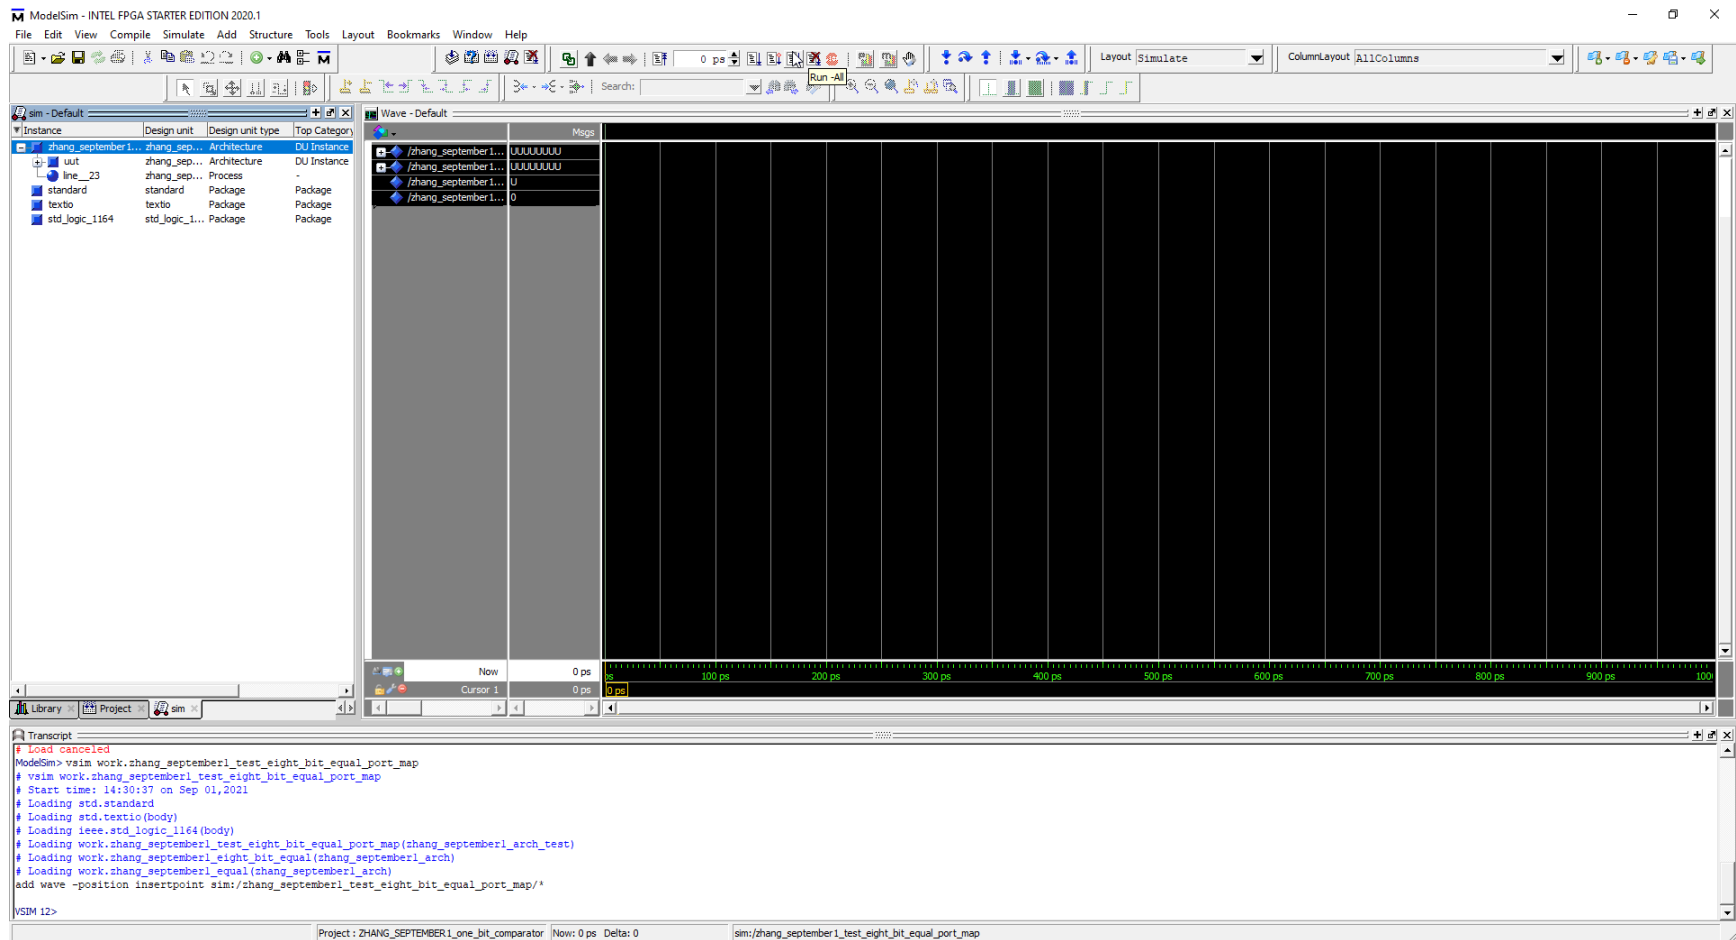 ModelSim - INTEL FPGA STARTER EDITION 2020.1
File Edit View Compile Simulate Add Structure Tools Layout Bookmarks Window Help
0 ps
Layout Simulate
ColumnLayout AllColumns
Run -All
Search:
sim - Default
Instance Design unit Design unit type Top Category
zhang_september1... zhang_sep... Architecture DU Instance
uut zhang_sep... Architecture DU Instance
line__23 zhang_sep... Process -
standard standard Package Package
textio textio Package Package
std_logic_1164 std_logic_1... Package Package
Library Project sim
Wave - Default
Msgs
/zhang_september1... UUUUUUUU
/zhang_september1... UUUUUUUU
/zhang_september1... U
/zhang_september1... 0
Now 0 ps
Cursor 1 0 ps
ps 100 ps 200 ps 300 ps 400 ps 500 ps 600 ps 700 ps 800 ps 900 ps 100
0 ps
Transcript
# Load canceled
ModelSim> vsim work.zhang_september1_test_eight_bit_equal_port_map
# vsim work.zhang_september1_test_eight_bit_equal_port_map
# Start time: 14:30:37 on Sep 01,2021
# Loading std.standard
# Loading std.textio(body)
# Loading ieee.std_logic_1164(body)
# Loading work.zhang_september1_test_eight_bit_equal_port_map(zhang_september1_arch_test)
# Loading work.zhang_september1_eight_bit_equal(zhang_september1_arch)
# Loading work.zhang_september1_equal(zhang_september1_arch)
add wave -position insertpoint sim:/zhang_september1_test_eight_bit_equal_port_map/*
VSIM 12>
Project : ZHANG_SEPTEMBER1_one_bit_comparator Now: 0 ps Delta: 0 sim:/zhang_september1_test_eight_bit_equal_port_map